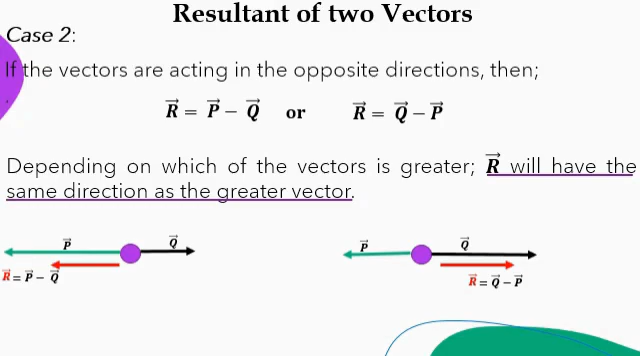 Resultant of two Vectors
Case 2:
If the vectors are acting in the opposite directions, then;
R⃗ = P⃗ − Q⃗ or R⃗ = Q⃗ − P⃗
Depending on which of the vectors is greater; R⃗ will have the
same direction as the greater vector.
P⃗ Q⃗
R⃗ = P⃗ − Q⃗
P⃗ Q⃗
R⃗ = Q⃗ − P⃗